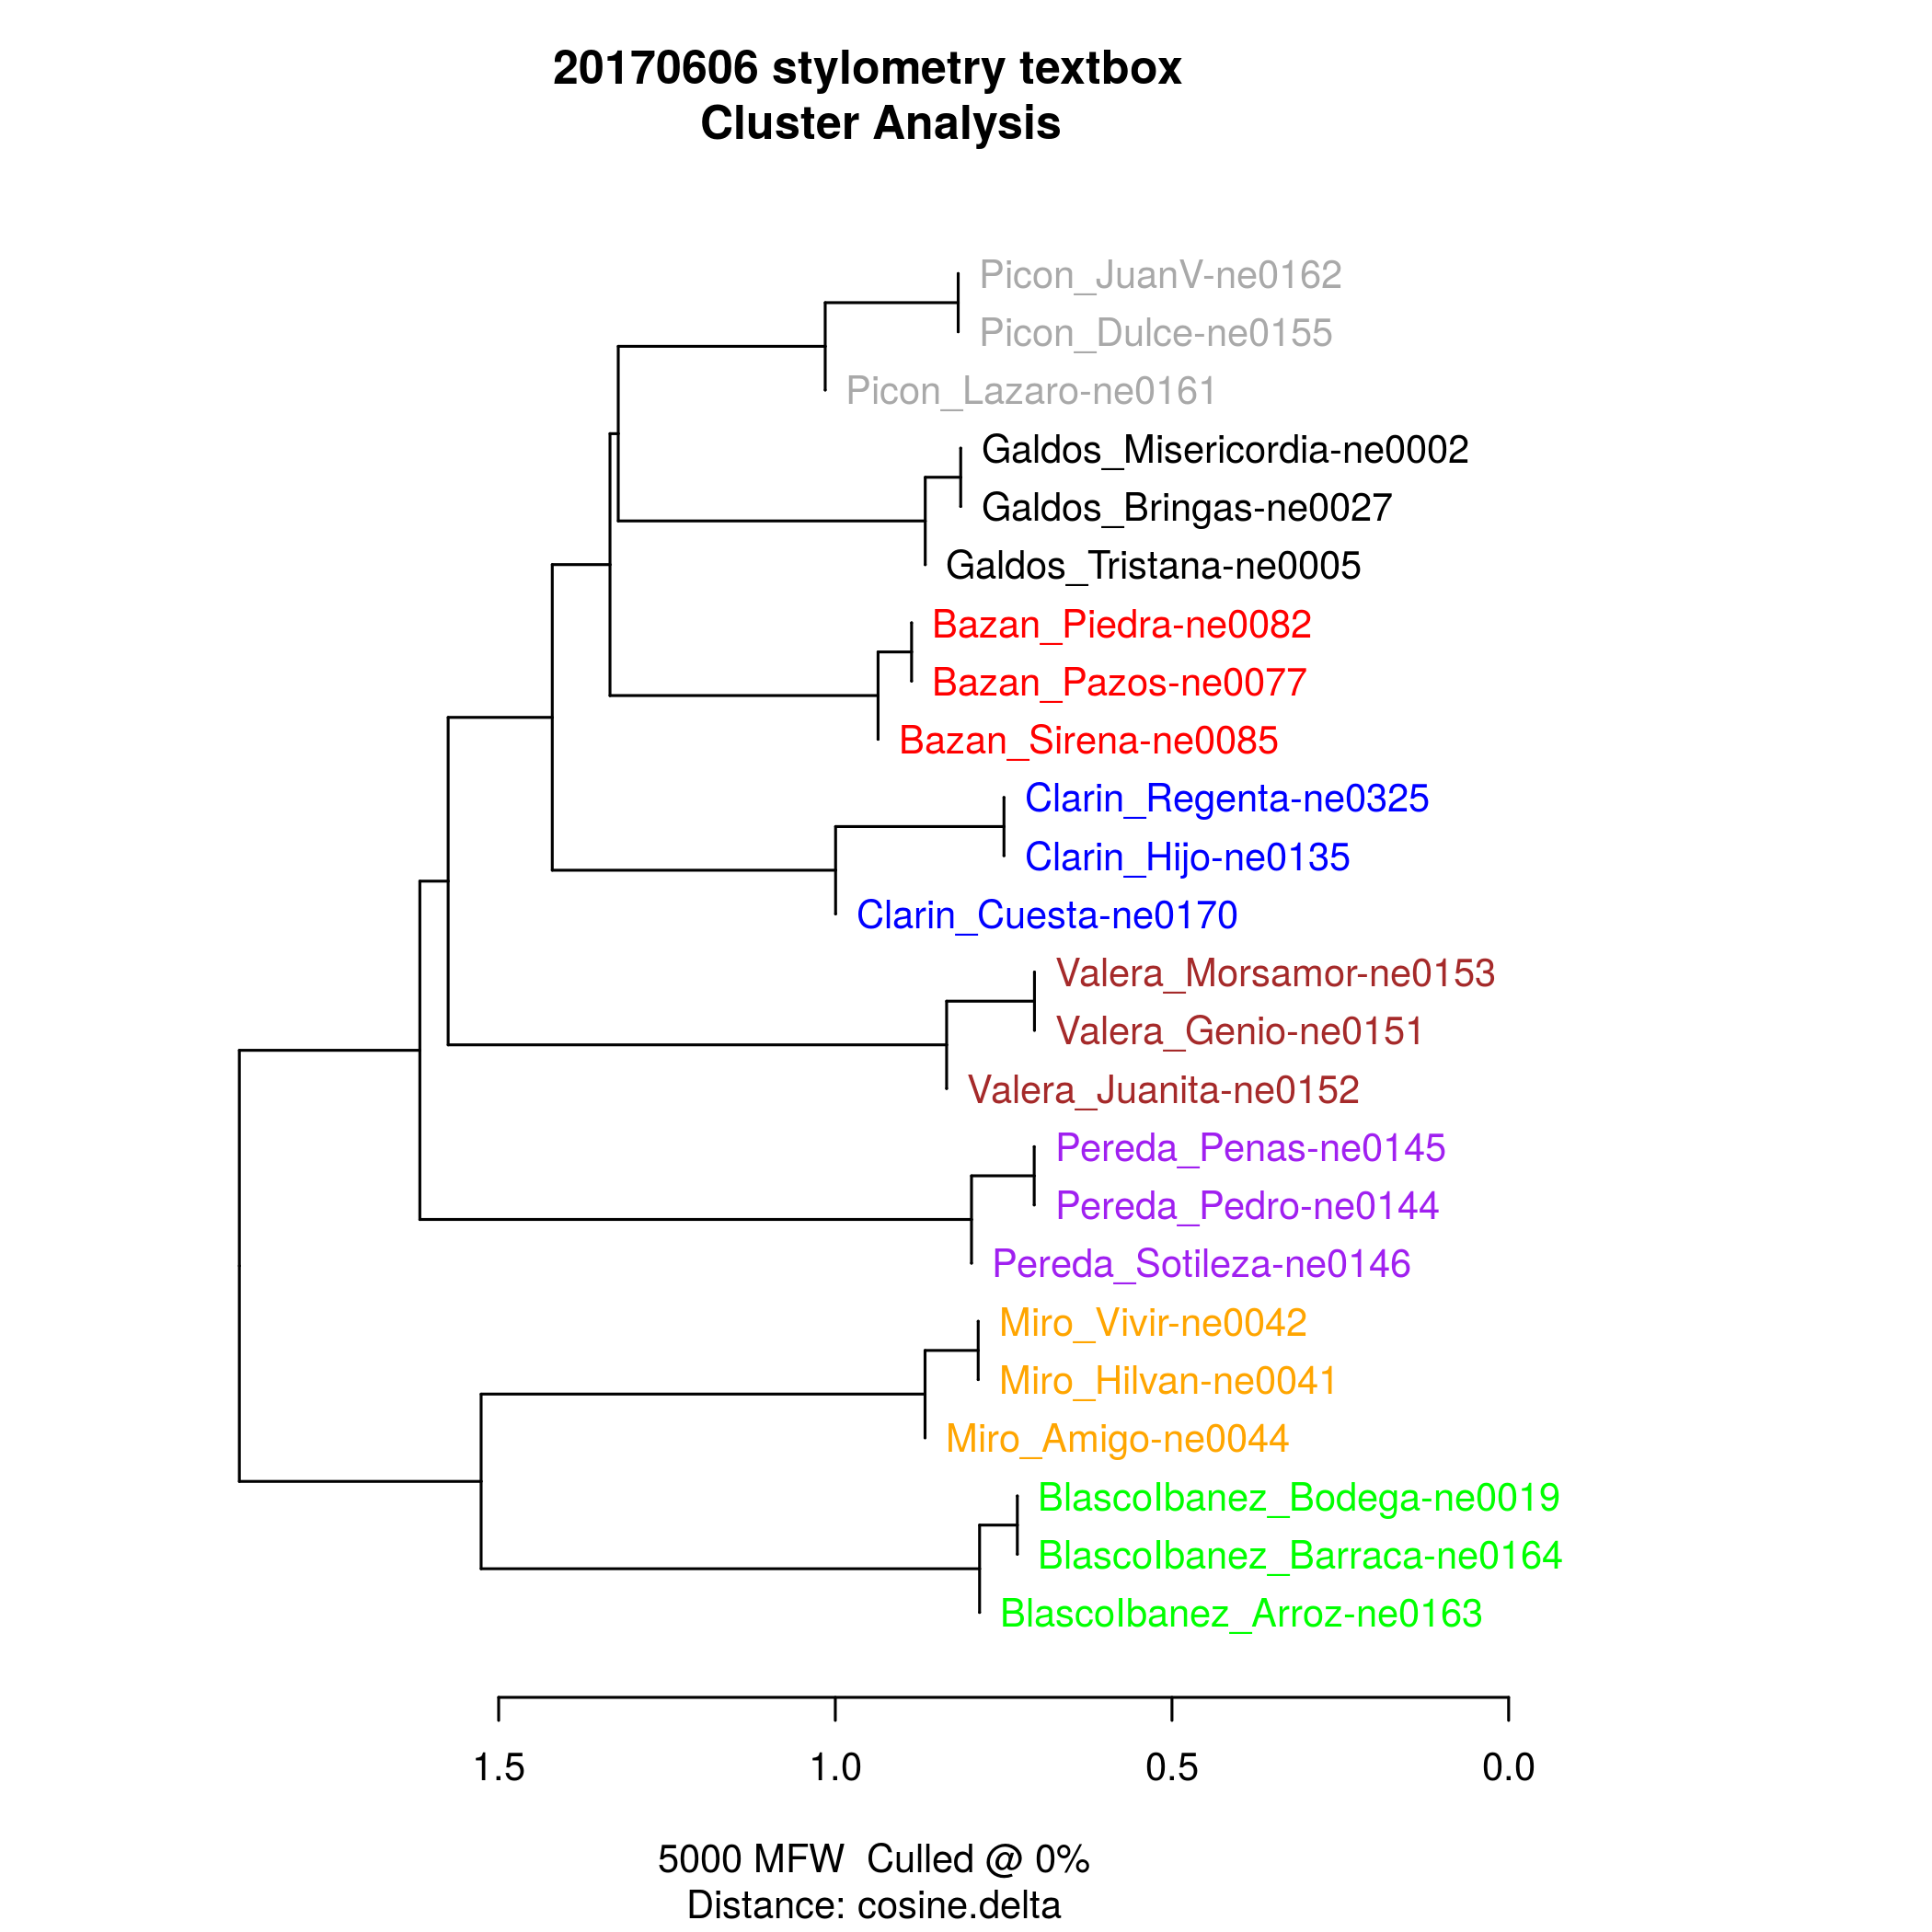 20170606 stylometry textbox
Cluster Analysis
Picon_JuanV-ne0162
Picon_Dulce-ne0155
Picon_Lazaro-ne0161
Galdos_Misericordia-ne0002
Galdos_Bringas-ne0027
Galdos_Tristana-ne0005
Bazan_Piedra-ne0082
Bazan_Pazos-ne0077
Bazan_Sirena-ne0085
Clarin_Regenta-ne0325
Clarin_Hijo-ne0135
Clarin_Cuesta-ne0170
Valera_Morsamor-ne0153
Valera_Genio-ne0151
Valera_Juanita-ne0152
Pereda_Penas-ne0145
Pereda_Pedro-ne0144
Pereda_Sotileza-ne0146
Miro_Vivir-ne0042
Miro_Hilvan-ne0041
Miro_Amigo-ne0044
BlascoIbanez_Bodega-ne0019
BlascoIbanez_Barraca-ne0164
BlascoIbanez_Arroz-ne0163
1.5 1.0 0.5 0.0
5000 MFW  Culled @ 0%
Distance: cosine.delta